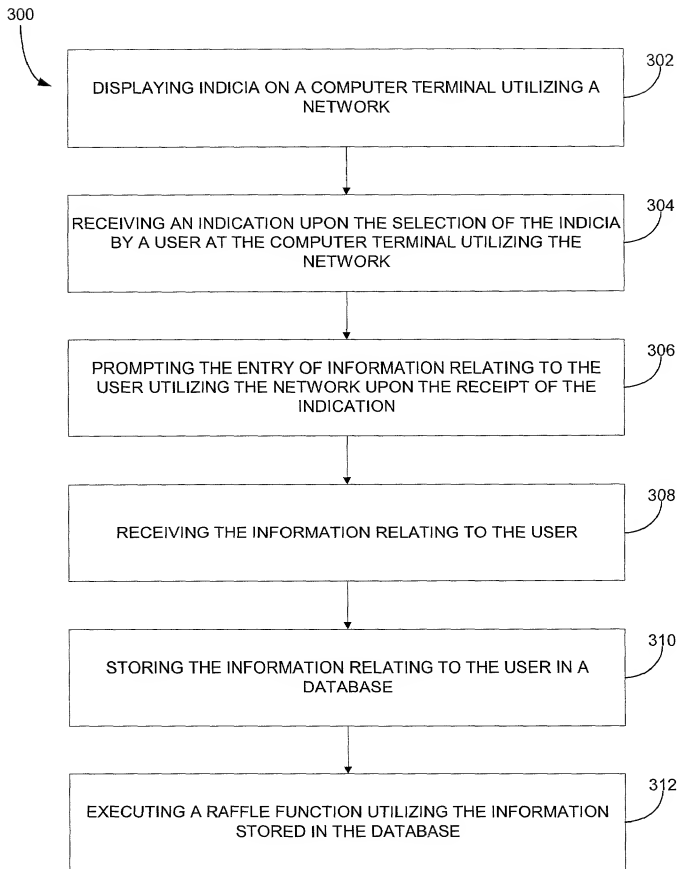 300
302
DISPLAYING INDICIA ON A COMPUTER TERMINAL UTILIZING A
NETWORK
304
RECEIVING AN INDICATION UPON THE SELECTION OF THE INDICIA
BY A USER AT THE COMPUTER TERMINAL UTILIZING THE
NETWORK
306
PROMPTING THE ENTRY OF INFORMATION RELATING TO THE
USER UTILIZING THE NETWORK UPON THE RECEIPT OF THE
INDICATION
308
RECEIVING THE INFORMATION RELATING TO THE USER
310
STORING THE INFORMATION RELATING TO THE USER IN A
DATABASE
312
EXECUTING A RAFFLE FUNCTION UTILIZING THE INFORMATION
STORED IN THE DATABASE